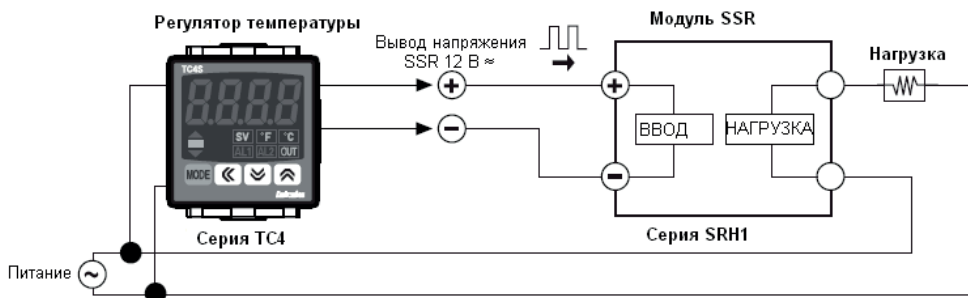 Регулятор температуры
Модуль SSR
Вывод напряжения
SSR 12 В ≈
Нагрузка
TC4S
8.8.8.8
SV °F °C
AL1 AL2 OUT
MODE
Autonics
+
−
+
−
ВВОД
НАГРУЗКА
Серия TC4
Серия SRH1
Питание
~